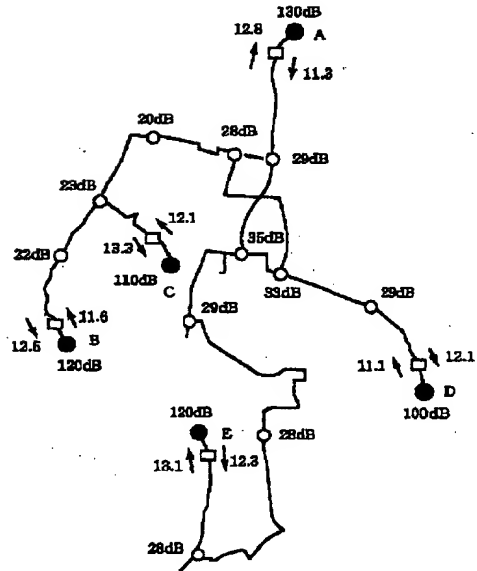 130dB
12.8
A
11.3
20dB
28dB
29dB
23dB
12.1
13.3
35dB
22dB
110dB
C
33dB
29dB
29dB
11.6
12.5
B
120dB
11.1
12.1
D
100dB
120dB
E
28dB
13.1
12.3
28dB